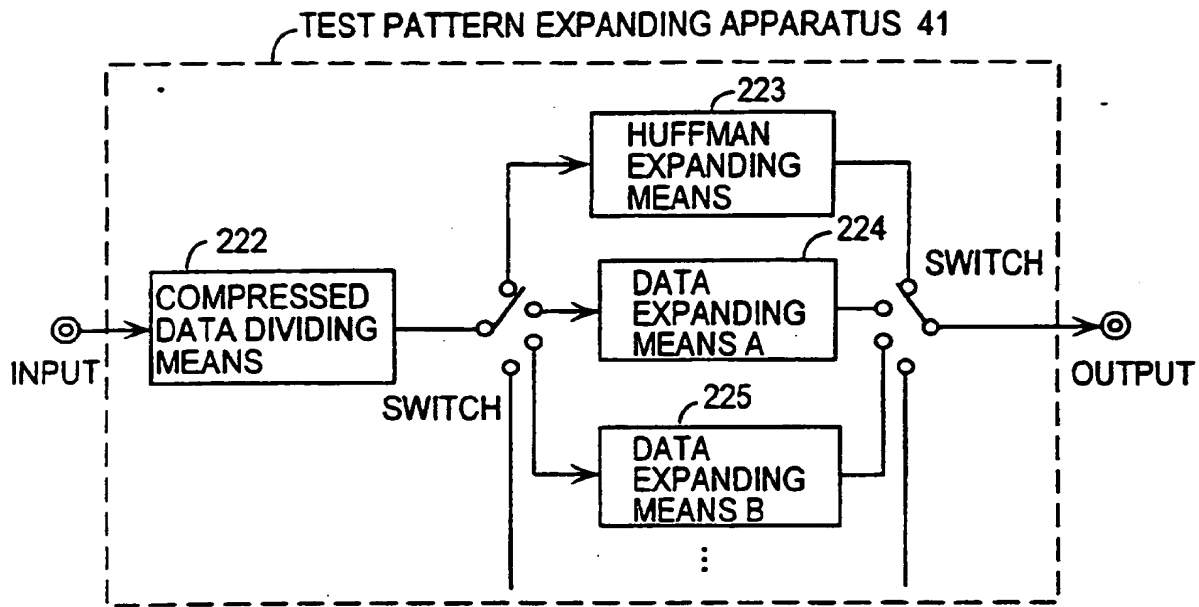 TEST PATTERN EXPANDING APPARATUS 41
223
HUFFMAN
EXPANDING
MEANS
222
COMPRESSED
DATA DIVIDING
MEANS
224
DATA
EXPANDING
MEANS A
SWITCH
INPUT
OUTPUT
SWITCH
225
DATA
EXPANDING
MEANS B
⋮